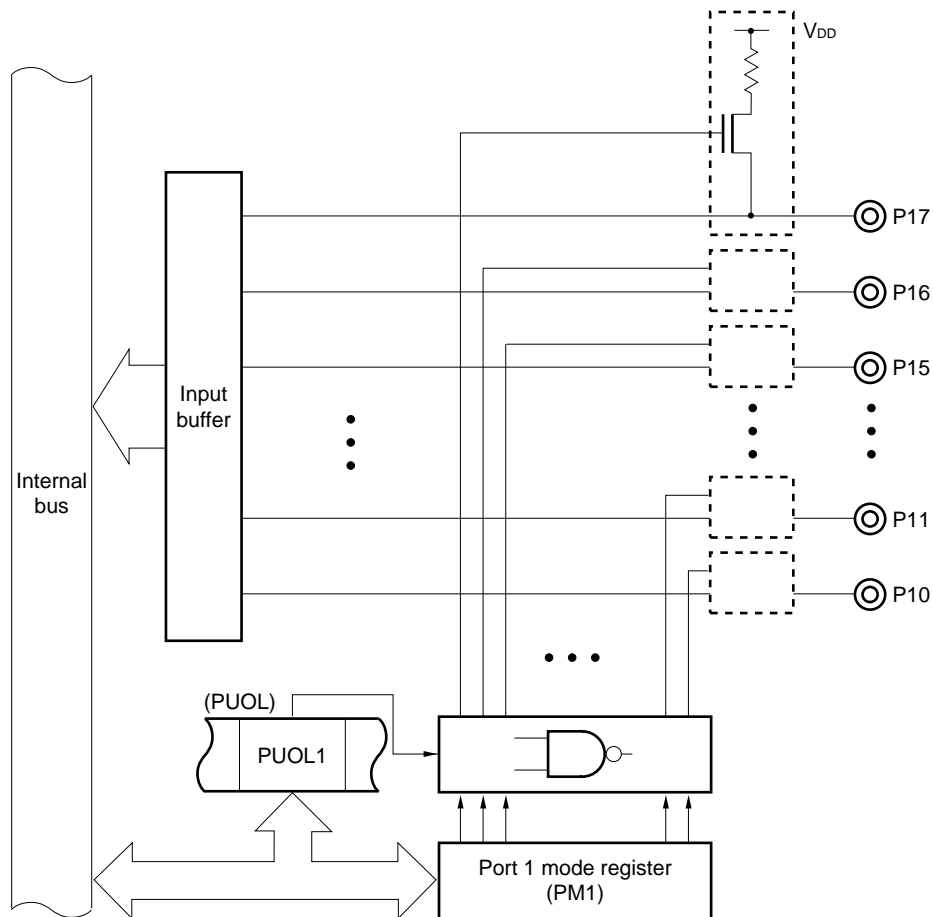 VDD
P17
P16
P15
Input
buffer
Internal
bus
P11
P10
(PUOL)
PUOL1
Port 1 mode register
(PM1)